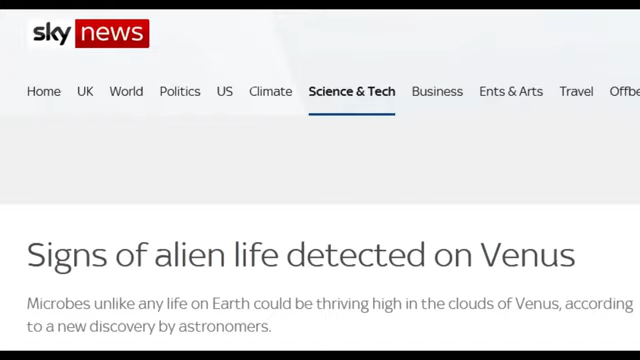 sky news
Home UK World Politics US Climate Science & Tech Business Ents & Arts Travel Offbe
Signs of alien life detected on Venus
Microbes unlike any life on Earth could be thriving high in the clouds of Venus, according
to a new discovery by astronomers.